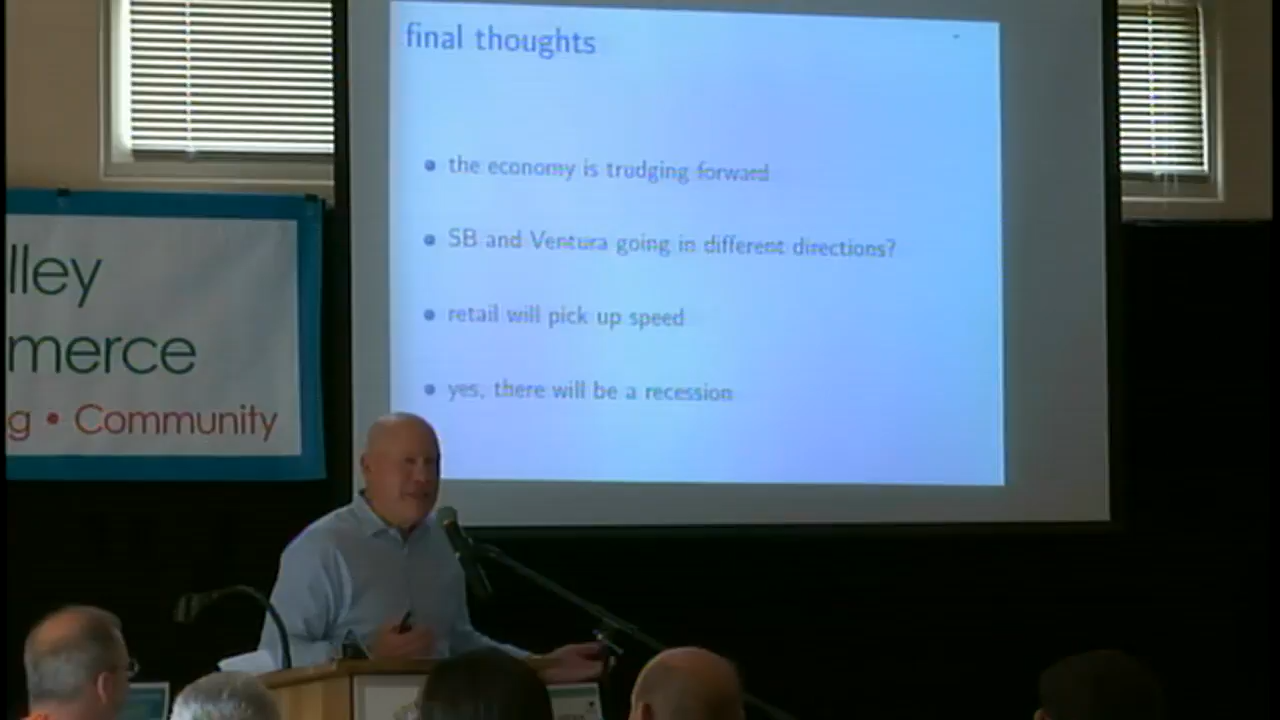 final thoughts
the economy is trudging forward
SB and Ventura going in different directions?
retail will pick up speed
yes, there will be a recession
lley
merce
g • Community